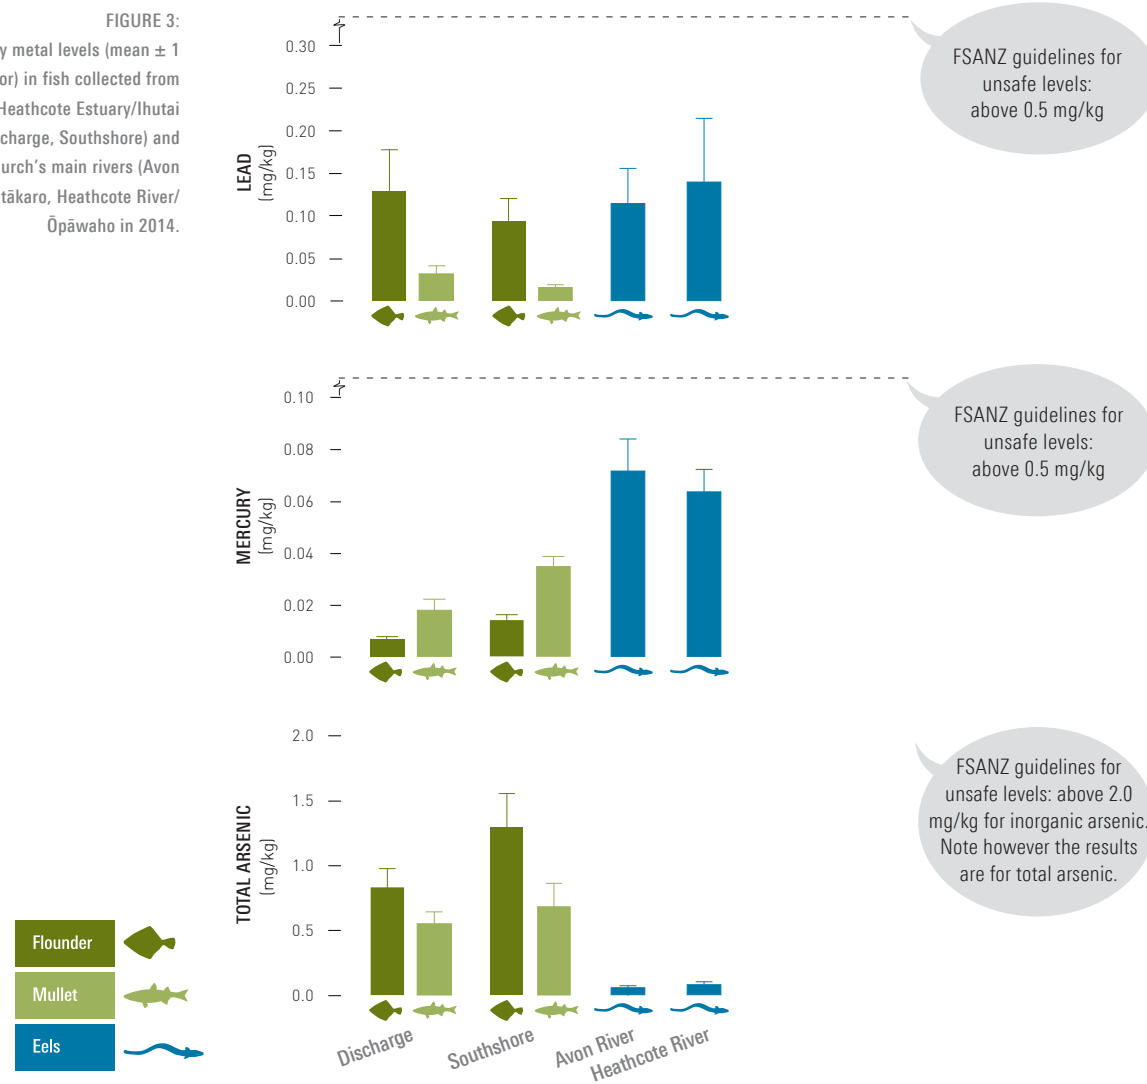 FIGURE 3:
metal levels (mean ± 1
in fish collected from
Heathcote Estuary/Ihutai
Southshore) and
main rivers (Avon
Heathcote River/
Ōpāwaho in 2014.
LEAD
(mg/kg)
0.30
0.25
0.20
0.15
0.10
0.05
0.00
FSANZ guidelines for
unsafe levels:
above 0.5 mg/kg
MERCURY
(mg/kg)
0.10
0.08
0.06
0.04
0.02
0.00
FSANZ guidelines for
unsafe levels:
above 0.5 mg/kg
TOTAL ARSENIC
(mg/kg)
2.0
1.5
1.0
0.5
0.0
FSANZ guidelines for
unsafe levels: above 2.0
mg/kg for inorganic arsenic.
Note however the results
are for total arsenic.
Discharge
Southshore
Avon River
Heathcote River
Flounder
Mullet
Eels